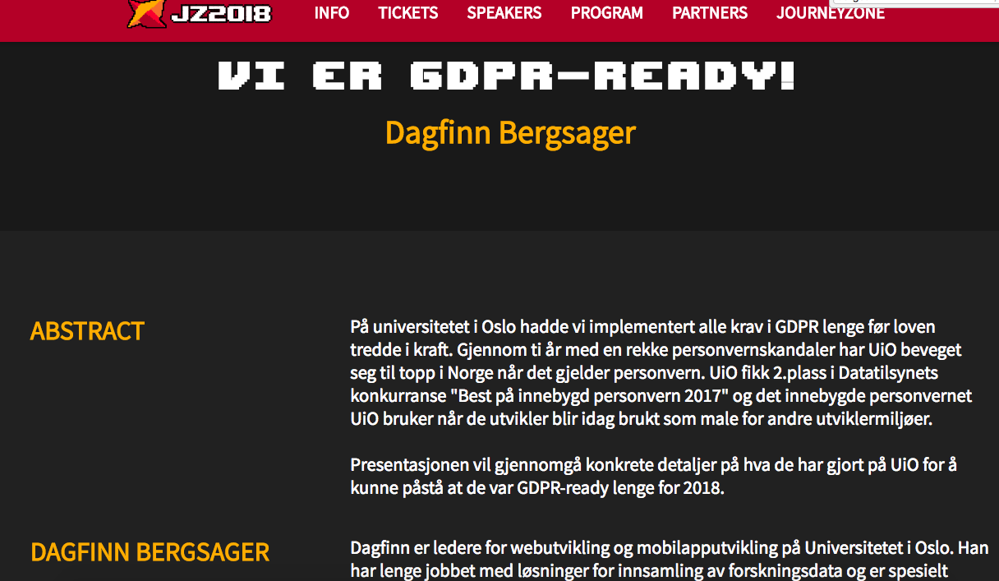 JZ2018 INFO TICKETS SPEAKERS PROGRAM PARTNERS JOURNEYZONE
VI ER GDPR-READY!
Dagfinn Bergsager
ABSTRACT
På universitetet i Oslo hadde vi implementert alle krav i GDPR lenge før loven
tredde i kraft. Gjennom ti år med en rekke personvernskandaler har UiO beveget
seg til topp i Norge når det gjelder personvern. UiO fikk 2.plass i Datatilsynets
konkurranse "Best på innebygd personvern 2017" og det innebygde personvernet
UiO bruker når de utvikler blir idag brukt som male for andre utviklermiljøer.
Presentasjonen vil gjennomgå konkrete detaljer på hva de har gjort på UiO for å
kunne påstå at de var GDPR-ready lenge for 2018.
DAGFINN BERGSAGER
Dagfinn er ledere for webutvikling og mobilapputvikling på Universitetet i Oslo. Han
har lenge jobbet med løsninger for innsamling av forskningsdata og er spesielt